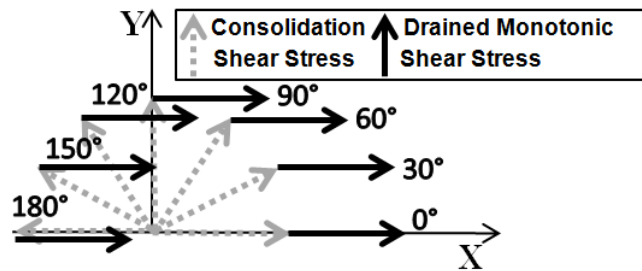 Y
Consolidation
Shear Stress
Drained Monotonic
Shear Stress
120°
90°
60°
150°
30°
180°
0°
X